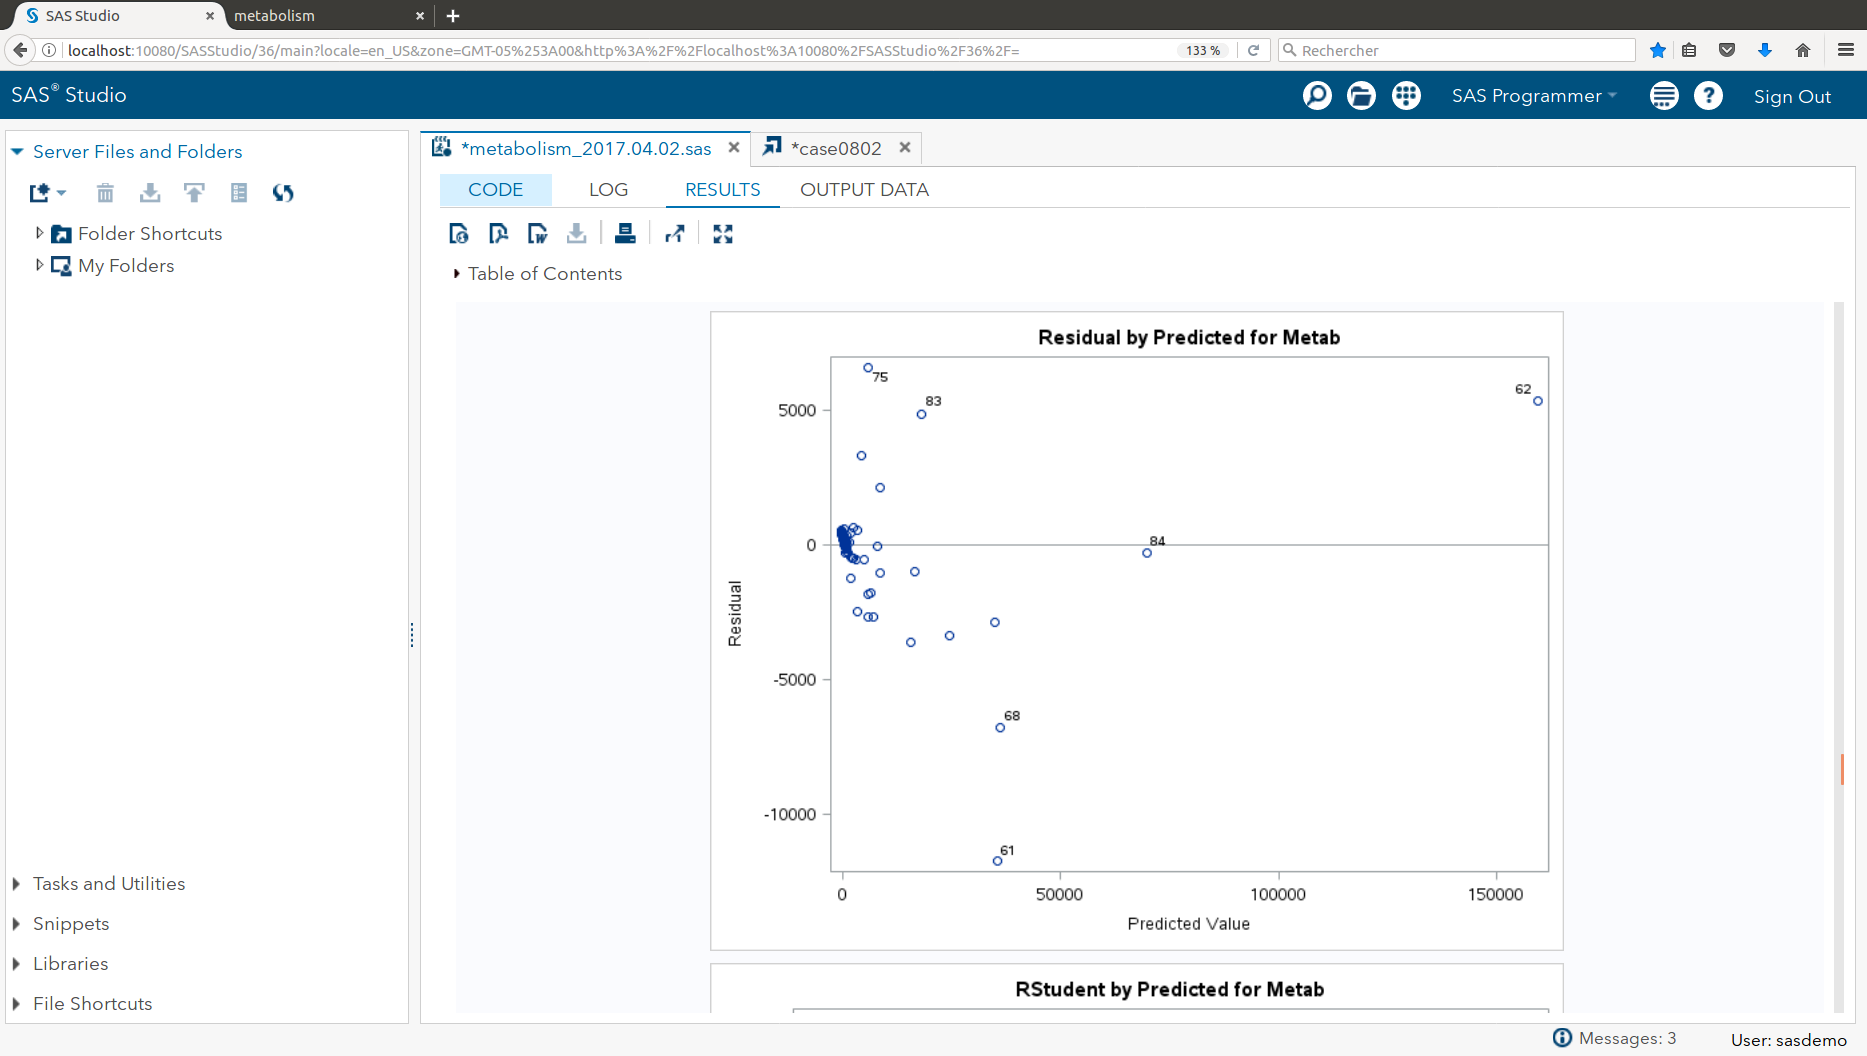 SAS Studio
metabolism
localhost:10080/SASStudio/36/main?locale=en_US&zone=GMT-05%253A00&http%3A%2F%2Flocalhost%3A10080%2FSASStudio%2F36%2F=
133 %
Rechercher
SAS® Studio
SAS Programmer
Sign Out
Server Files and Folders
Folder Shortcuts
My Folders
Tasks and Utilities
Snippets
Libraries
File Shortcuts
*metabolism_2017.04.02.sas
*case0802
CODE
LOG
RESULTS
OUTPUT DATA
Table of Contents
Residual by Predicted for Metab
75
83
62
84
68
61
5000
0
-5000
-10000
Residual
0
50000
100000
150000
Predicted Value
RStudent by Predicted for Metab
Messages: 3
User: sasdemo